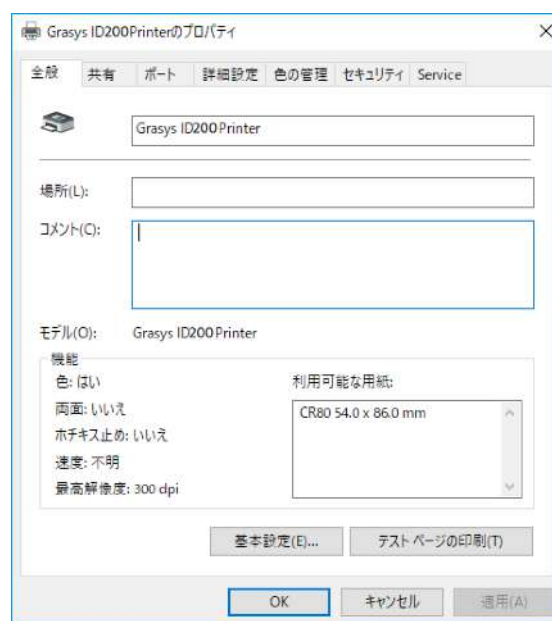 Grasys ID200Printerのプロパティ
全般 共有 ポート 詳細設定 色の管理 セキュリティ Service
Grasys ID200 Printer
場所(L):
コメント(C):
モデル(O): Grasys ID200 Printer
機能
色: はい
両面: いいえ
ホチキス止め: いいえ
速度: 不明
最高解像度: 300 dpi
利用可能な用紙:
CR80 54.0 x 86.0 mm
基本設定(E)... テスト ページの印刷(T)
OK キャンセル 適用(A)